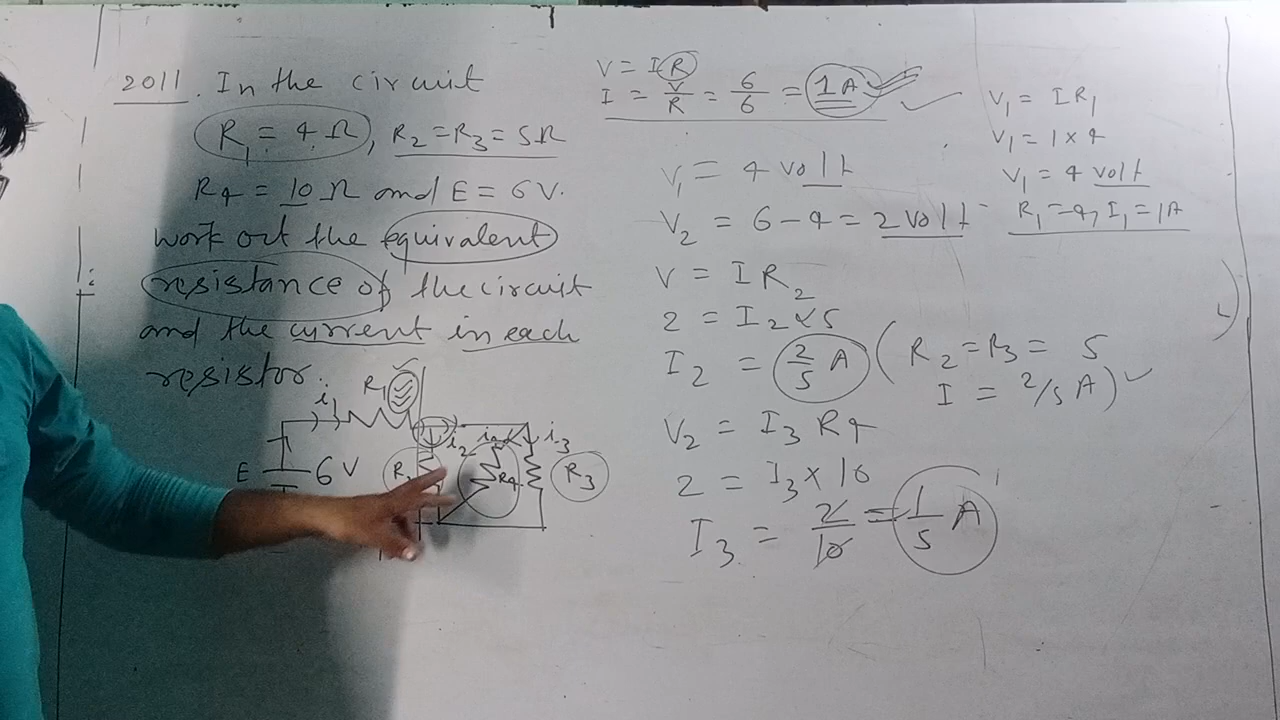 2011. In the circuit
R₁ = 4 Ω, R₂ = R₃ = 5Ω
R₄ = 10 Ω and E = 6V.
work out the equivalent
resistance of the circuit
and the current in each
resistor.
i₁
R₁
E
6 V
i₂
i₄
i₃
R₄
R₃
V = IR
I = V/R = 6/6 = 1A
V₁ = 4 volt
V₂ = 6 - 4 = 2 volt
V = I R₂
2 = I₂ × 5
I₂ = 2/5 A ( R₂ = R₃ = 5
I = 2/5 A )
V₂ = I₃ R₄
2 = I₃ × 10
I₃ = 2/10 = 1/5 A
V₁ = I R₁
V₁ = 1 × 4
V₁ = 4 volt
R₁ = 4, I₁ = 1A